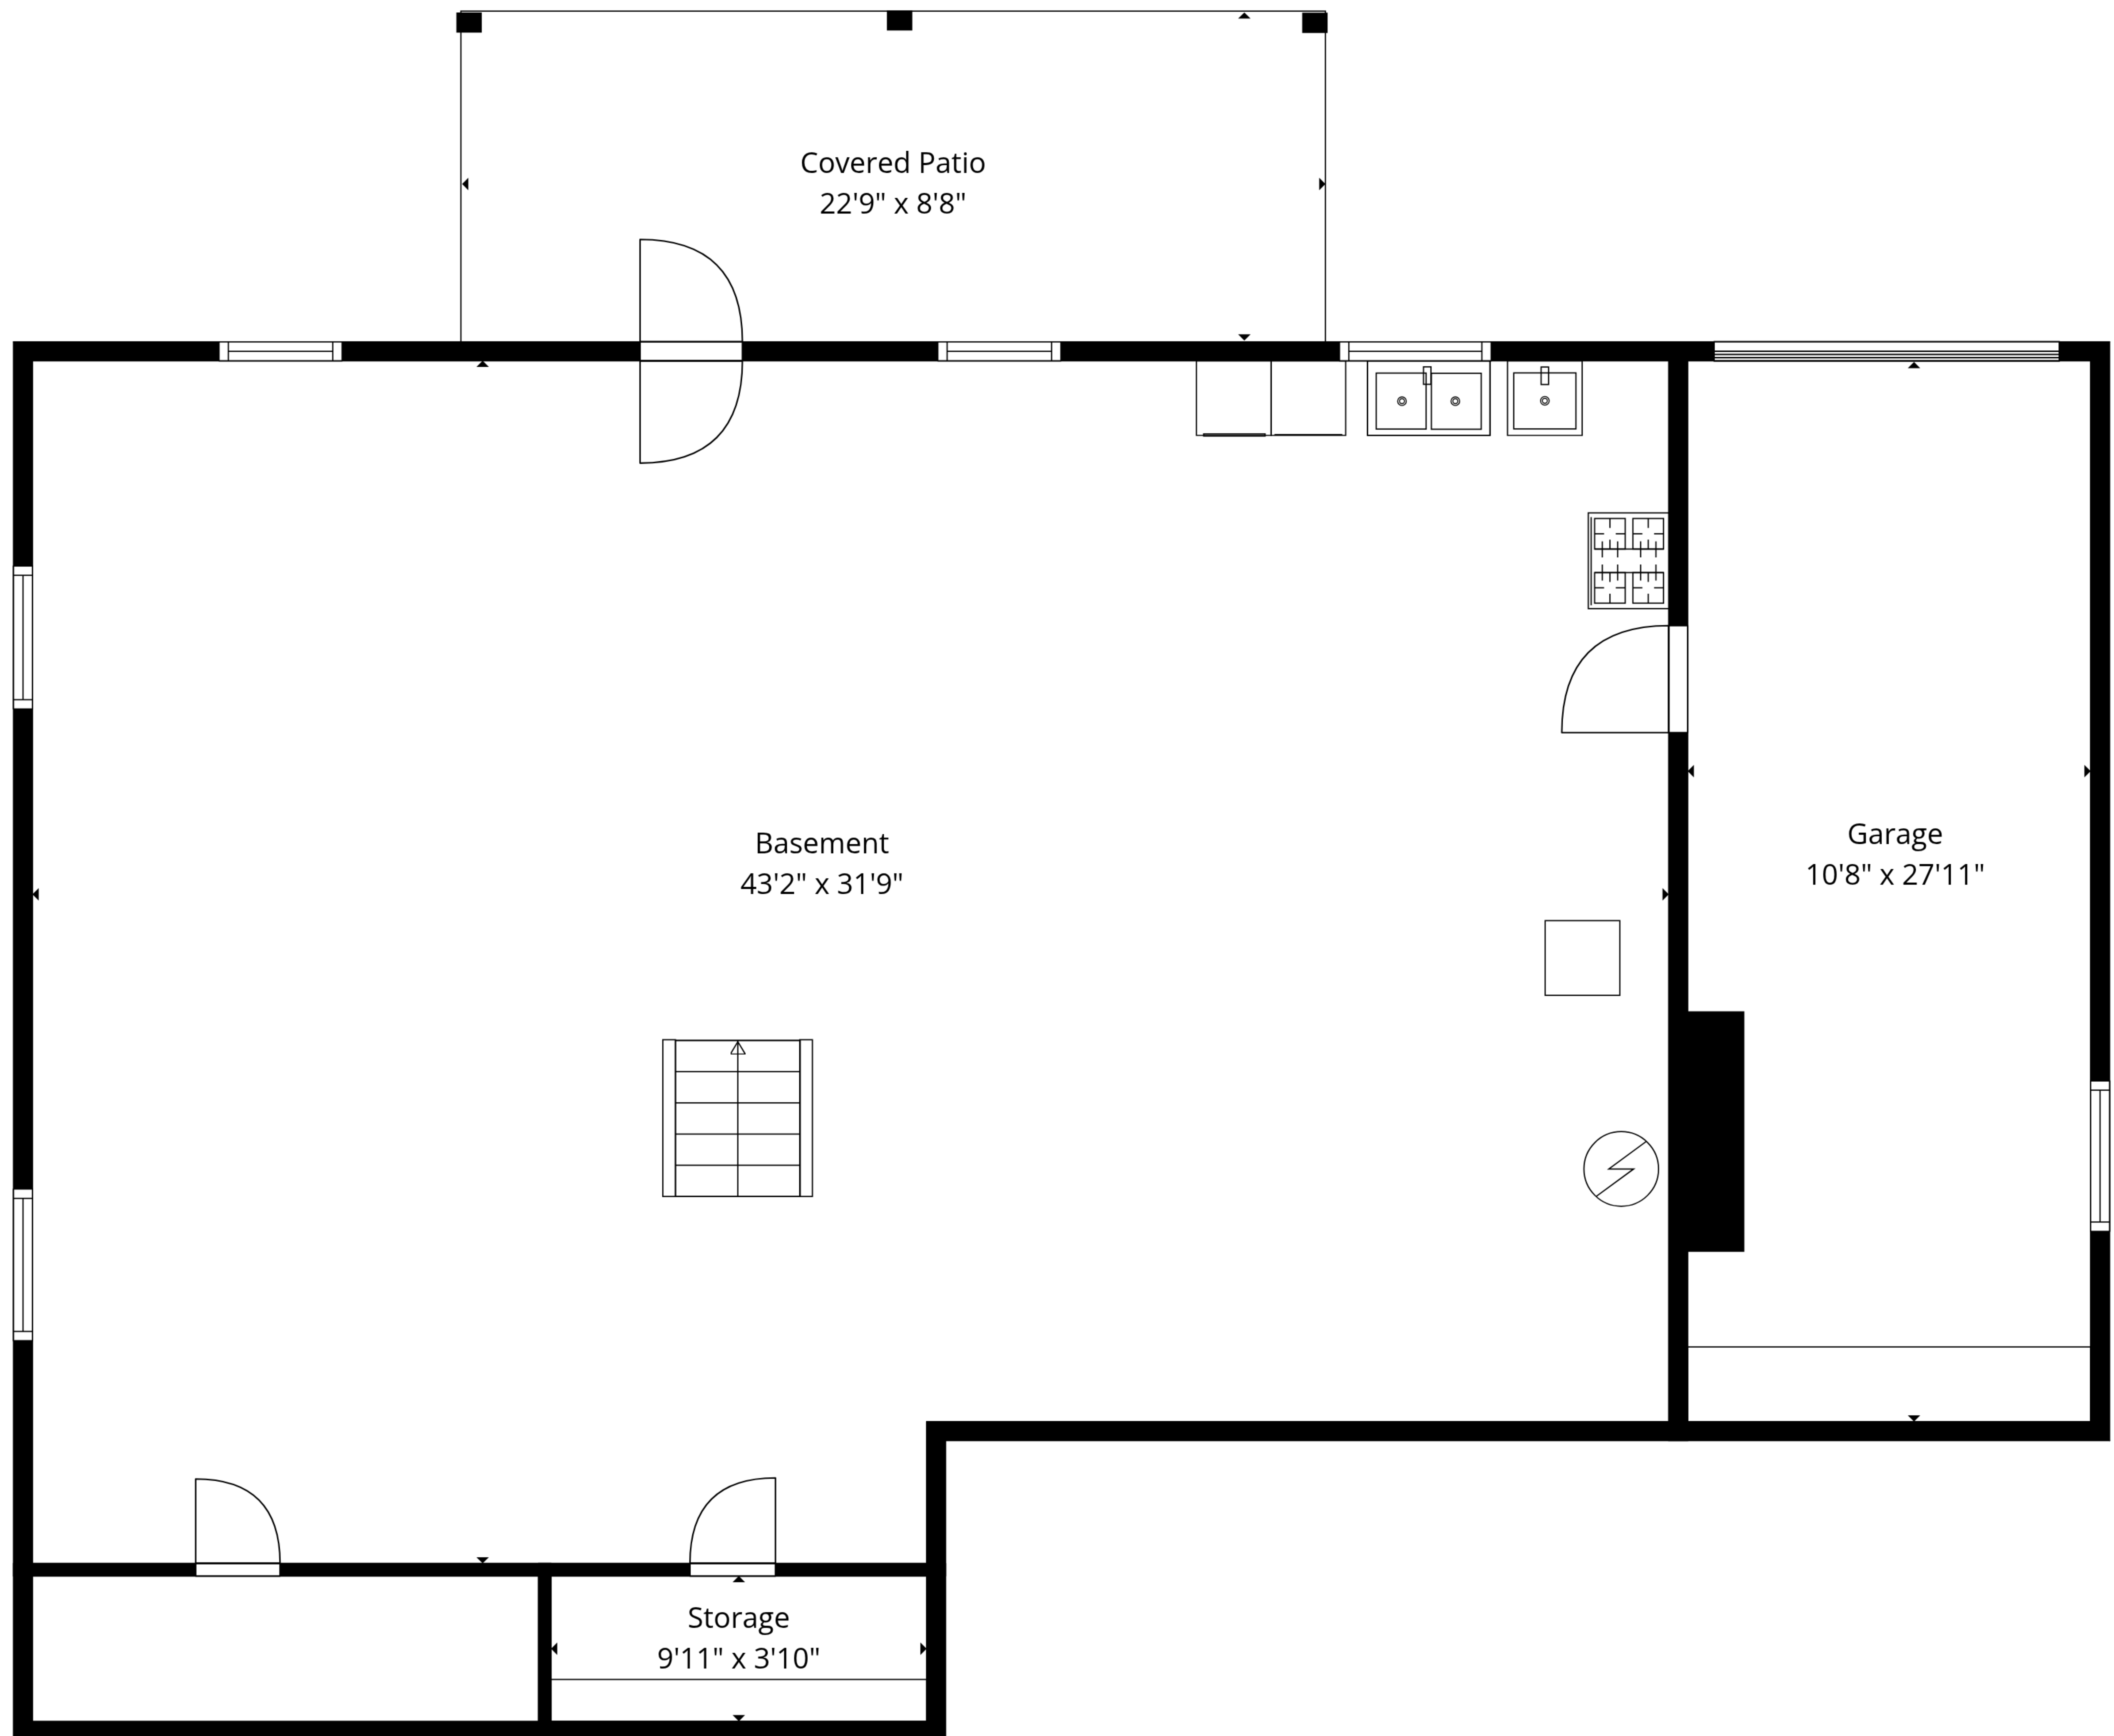 Covered Patio
22'9" x 8'8"
Basement
43'2" x 31'9"
Garage
10'8" x 27'11"
Storage
9'11" x 3'10"